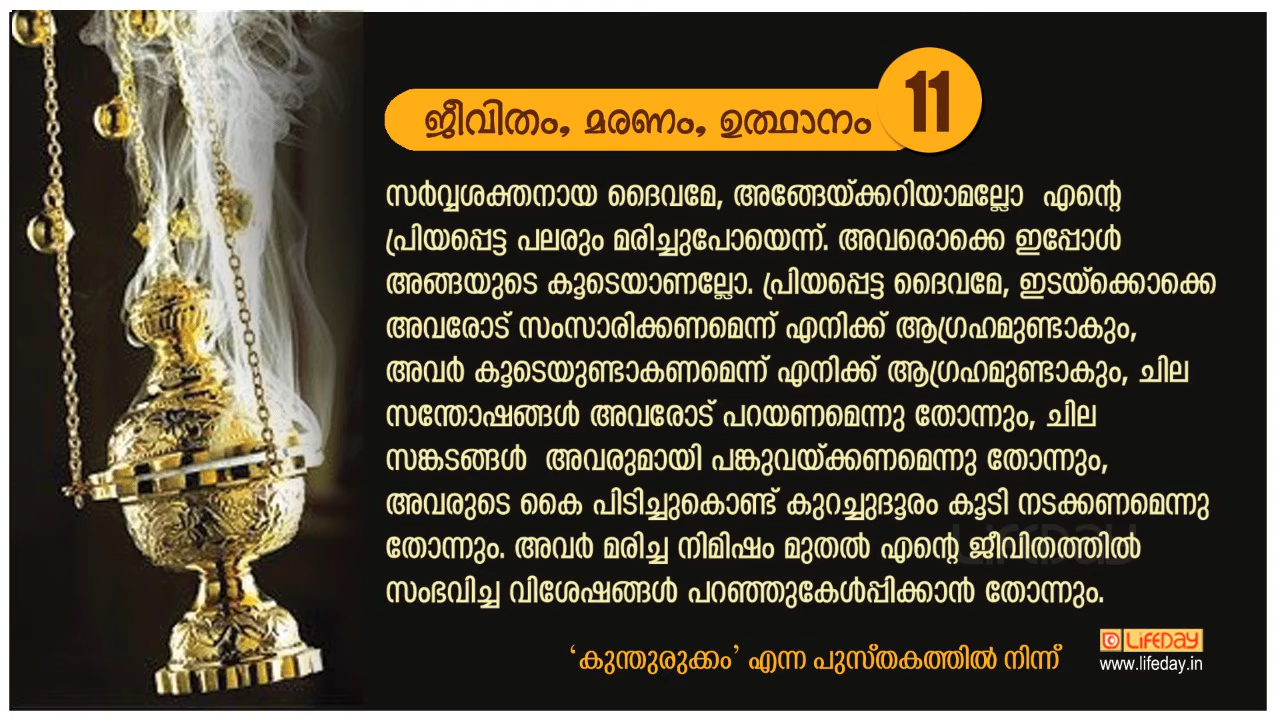 ജീവിതം, മരണം, ഉത്ഥാനം 11
സർവ്വശക്തനായ ദൈവമേ, അങ്ങേയ്ക്കറിയാമല്ലോ എന്റെ
പ്രിയപ്പെട്ട പലരും മരിച്ചുപോയെന്ന്. അവരൊക്കെ ഇപ്പോൾ
അങ്ങയുടെ കൂടെയാണല്ലോ. പ്രിയപ്പെട്ട ദൈവമേ, ഇടയ്ക്കൊക്കെ
അവരോട് സംസാരിക്കണമെന്ന് എനിക്ക് ആഗ്രഹമുണ്ടാകും,
അവർ കൂടെയുണ്ടാകണമെന്ന് എനിക്ക് ആഗ്രഹമുണ്ടാകും, ചില
സന്തോഷങ്ങൾ അവരോട് പറയണമെന്നു തോന്നും, ചില
സങ്കടങ്ങൾ അവരുമായി പങ്കുവയ്ക്കണമെന്നു തോന്നും,
അവരുടെ കൈ പിടിച്ചുകൊണ്ട് കുറച്ചുദൂരം കൂടി നടക്കണമെന്നു
തോന്നും. അവർ മരിച്ച നിമിഷം മുതൽ എന്റെ ജീവിതത്തിൽ
സംഭവിച്ച വിശേഷങ്ങൾ പറഞ്ഞുകേൾപ്പിക്കാൻ തോന്നും.
‘കുന്തുരുക്കം’ എന്ന പുസ്തകത്തിൽ നിന്ന്
LIFEDAY
www.lifeday.in
LIFEDAY